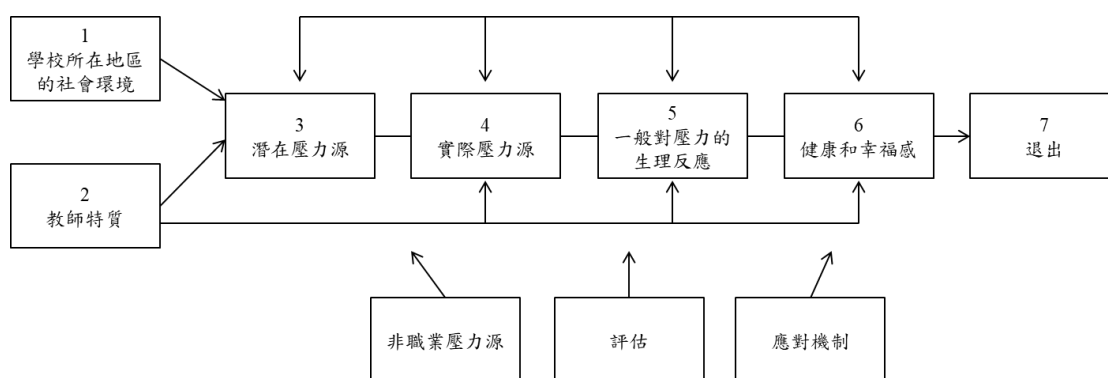 1
學校所在地區
的社會環境
2
教師特質
3
潛在壓力源
4
實際壓力源
5
一般對壓力的
生理反應
6
健康和幸福感
7
退出
非職業壓力源
評估
應對機制